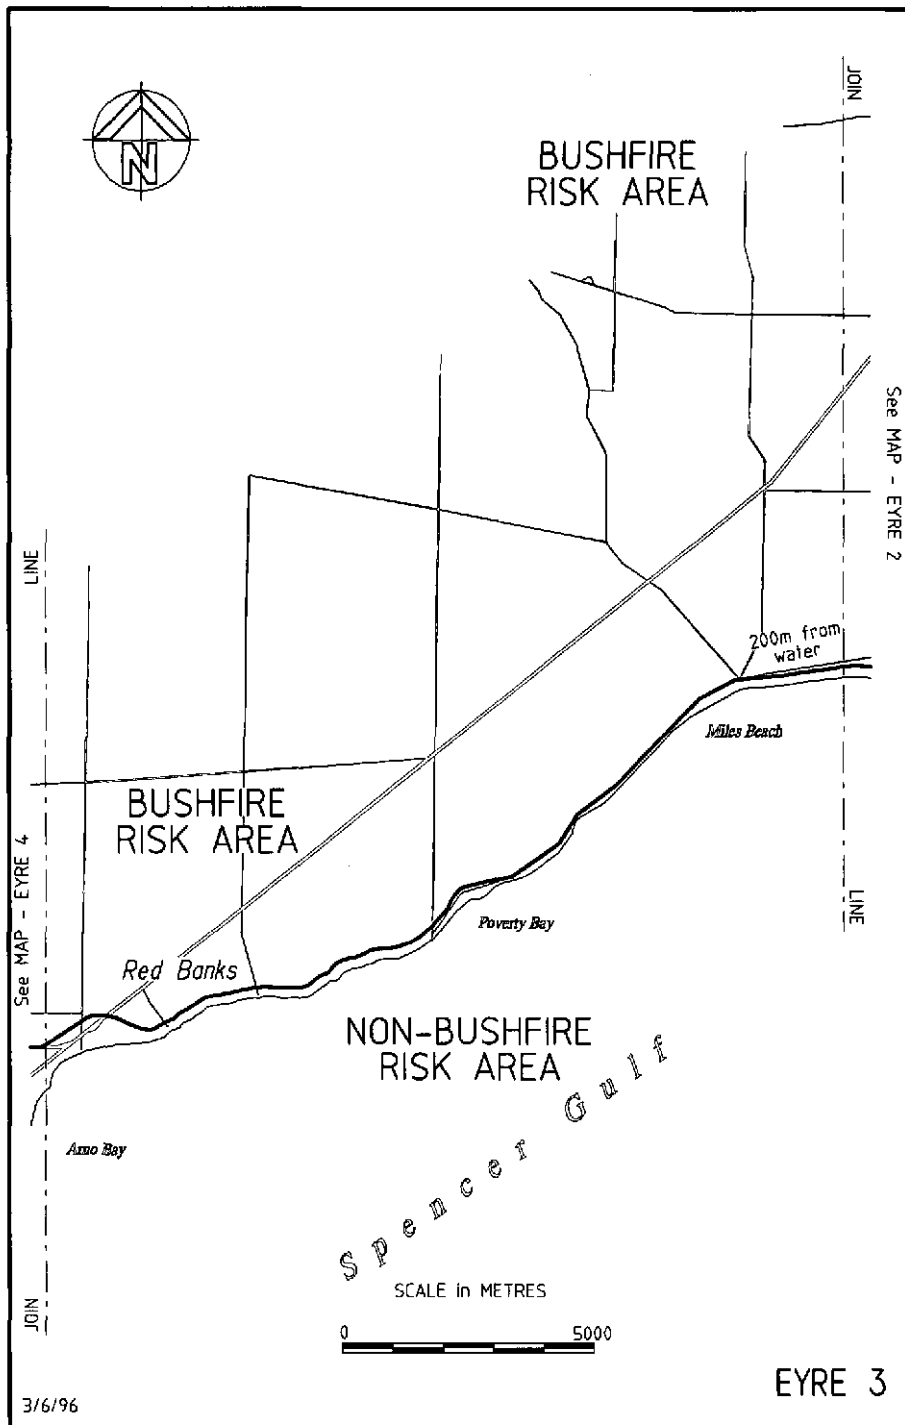 JOIN
N
BUSHFIRE
RISK AREA
See MAP - EYRE 2
LINE
200m from
water
Miles Beach
BUSHFIRE
RISK AREA
See MAP - EYRE 4
LINE
Poverty Bay
Red Banks
NON-BUSHFIRE
RISK AREA
Spencer Gulf
Arno Bay
SCALE in METRES
0 5000
JOIN
EYRE 3
3/6/96